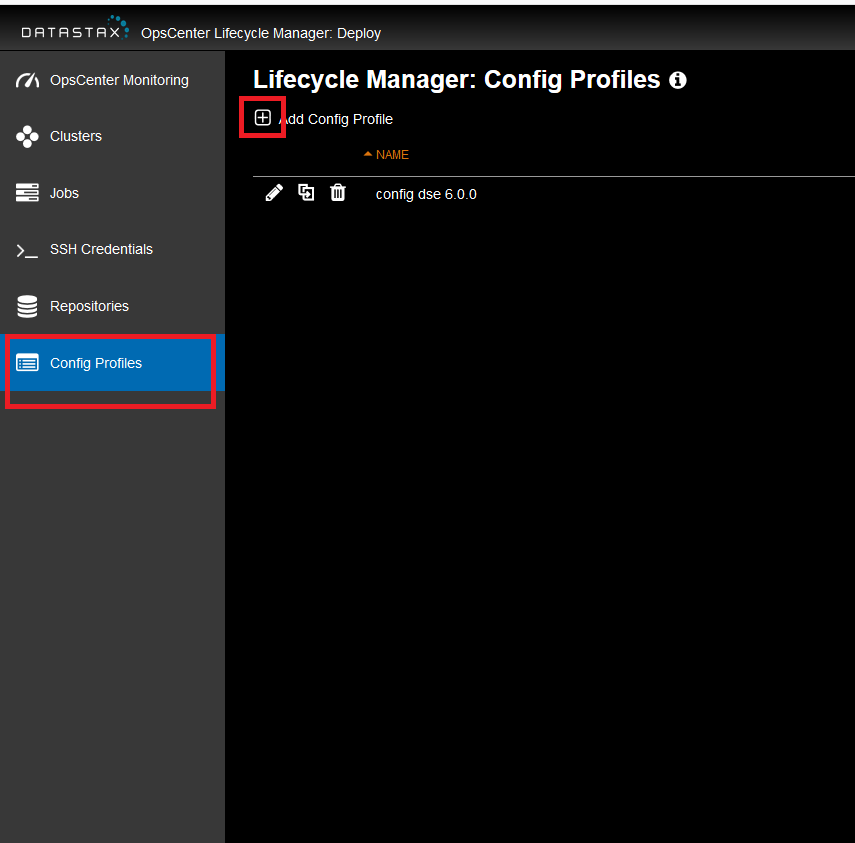 DATASTAX OpsCenter Lifecycle Manager: Deploy
OpsCenter Monitoring
Clusters
Jobs
SSH Credentials
Repositories
Config Profiles
Lifecycle Manager: Config Profiles
Add Config Profile
NAME
config dse 6.0.0